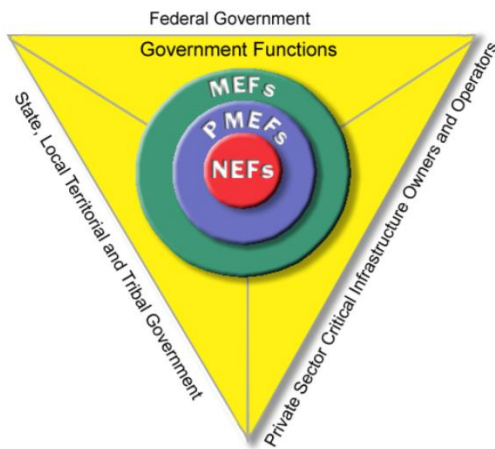 Federal Government
Government Functions
MEFs
PMEFs
NEFs
State, Local Territorial and Tribal Government
Private Sector Critical Infrastructure Owners and Operators